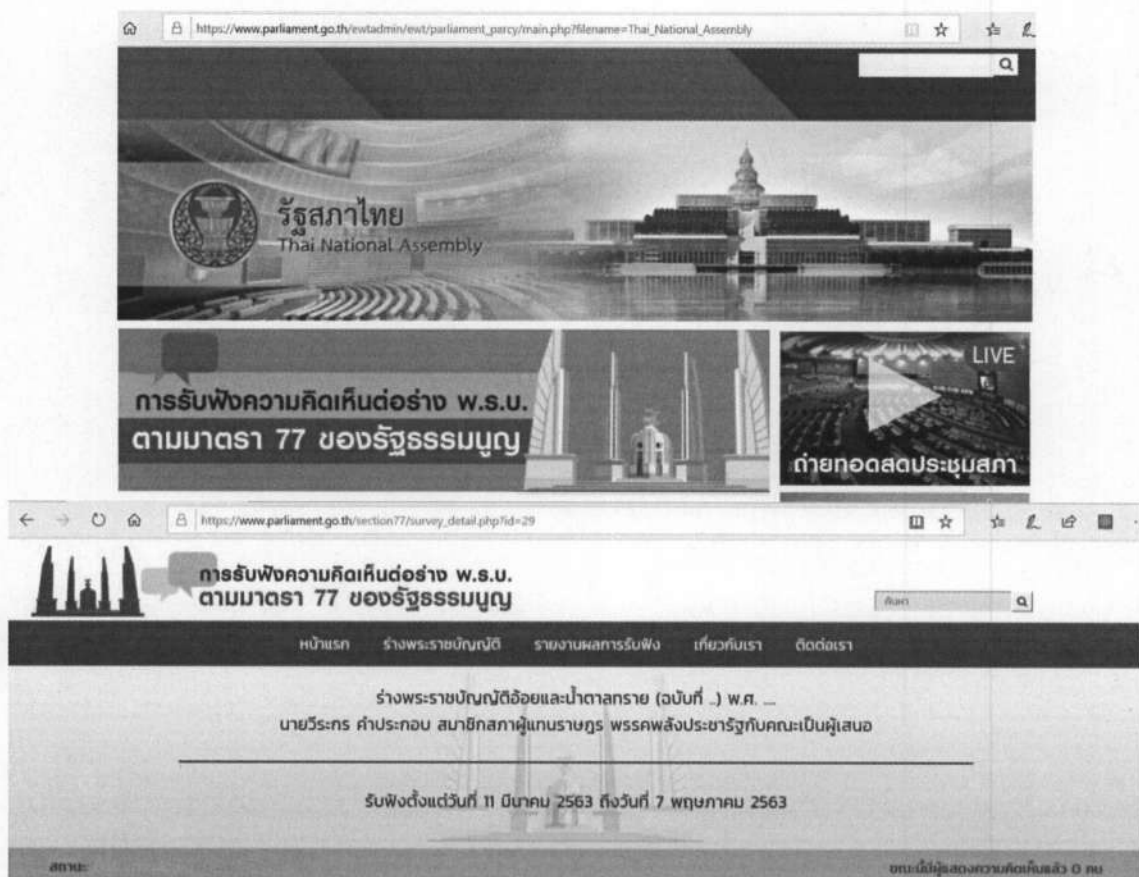 https://www.parliament.go.th/ewtadmin/ewt/parliament_parcy/main.php?filename=Thai_National_Assembly
รัฐสภาไทย
Thai National Assembly
การรับฟังความคิดเห็นต่อร่าง พ.ร.บ.
ตามมาตรา 77 ของรัฐธรรมนูญ
LIVE
ถ่ายทอดสดประชุมสภา
https://www.parliament.go.th/section77/survey_detail.php?id=29
การรับฟังความคิดเห็นต่อร่าง พ.ร.บ.
ตามมาตรา 77 ของรัฐธรรมนูญ
ค้นหา
หน้าแรก ร่างพระราชบัญญัติ รายงานผลการรับฟัง เกี่ยวกับเรา ติดต่อเรา
ร่างพระราชบัญญัติอ้อยและน้ำตาลทราย (ฉบับที่ ..) พ.ศ. ....
นายวีระกร คำประกอบ สมาชิกสภาผู้แทนราษฎร พรรคพลังประชารัฐกับคณะเป็นผู้เสนอ
รับฟังตั้งแต่วันที่ 11 มีนาคม 2563 ถึงวันที่ 7 พฤษภาคม 2563
สถานะ: ขณะนี้มีผู้แสดงความคิดเห็นแล้ว 0 คน